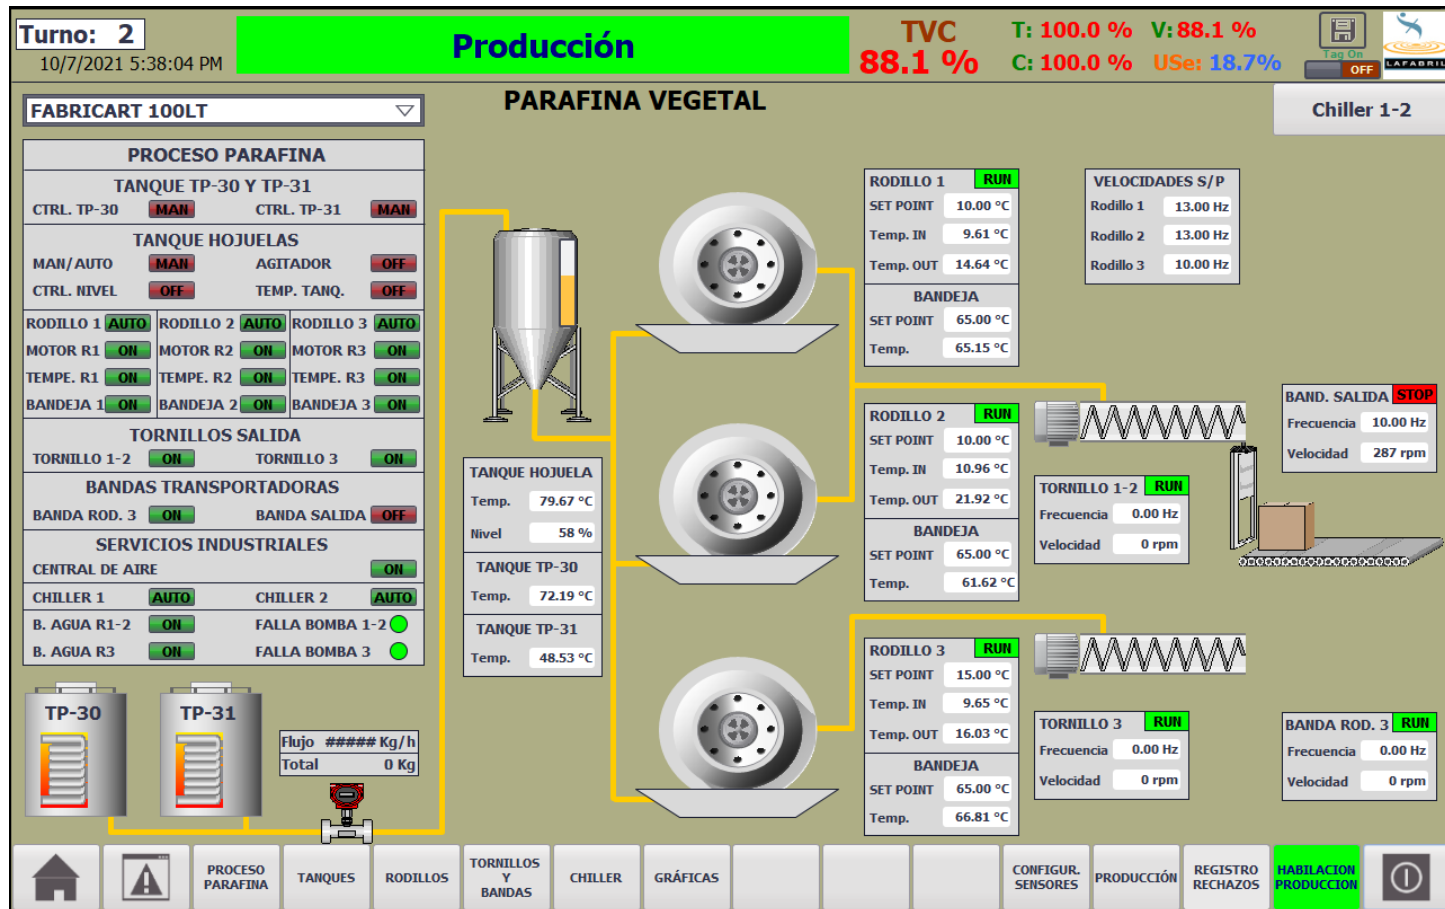 Turno: 2
10/7/2021 5:38:04 PM
Producción
TVC
88.1 %
T: 100.0 % V: 88.1 %
C: 100.0 % USe: 18.7%
Tag On
OFF
LAFABRIL
FABRICART 100LT
PARAFINA VEGETAL
Chiller 1-2
PROCESO PARAFINA
TANQUE TP-30 Y TP-31
CTRL. TP-30 MAN CTRL. TP-31 MAN
TANQUE HOJUELAS
MAN/AUTO MAN AGITADOR OFF
CTRL. NIVEL OFF TEMP. TANQ. OFF
RODILLO 1 AUTO RODILLO 2 AUTO RODILLO 3 AUTO
MOTOR R1 ON MOTOR R2 ON MOTOR R3 ON
TEMPE. R1 ON TEMPE. R2 ON TEMPE. R3 ON
BANDEJA 1 ON BANDEJA 2 ON BANDEJA 3 ON
TORNILLOS SALIDA
TORNILLO 1-2 ON TORNILLO 3 ON
BANDAS TRANSPORTADORAS
BANDA ROD. 3 ON BANDA SALIDA OFF
SERVICIOS INDUSTRIALES
CENTRAL DE AIRE ON
CHILLER 1 AUTO CHILLER 2 AUTO
B. AGUA R1-2 ON FALLA BOMBA 1-2
B. AGUA R3 ON FALLA BOMBA 3
TP-30
TP-31
Flujo ##### Kg/h
Total 0 Kg
TANQUE HOJUELA
Temp. 79.67 °C
Nivel 58 %
TANQUE TP-30
Temp. 72.19 °C
TANQUE TP-31
Temp. 48.53 °C
RODILLO 1 RUN
SET POINT 10.00 °C
Temp. IN 9.61 °C
Temp. OUT 14.64 °C
BANDEJA
SET POINT 65.00 °C
Temp. 65.15 °C
RODILLO 2 RUN
SET POINT 10.00 °C
Temp. IN 10.96 °C
Temp. OUT 21.92 °C
BANDEJA
SET POINT 65.00 °C
Temp. 61.62 °C
RODILLO 3 RUN
SET POINT 15.00 °C
Temp. IN 9.65 °C
Temp. OUT 16.03 °C
BANDEJA
SET POINT 65.00 °C
Temp. 66.81 °C
VELOCIDADES S/P
Rodillo 1 13.00 Hz
Rodillo 2 13.00 Hz
Rodillo 3 10.00 Hz
TORNILLO 1-2 RUN
Frecuencia 0.00 Hz
Velocidad 0 rpm
BAND. SALIDA STOP
Frecuencia 10.00 Hz
Velocidad 287 rpm
TORNILLO 3 RUN
Frecuencia 0.00 Hz
Velocidad 0 rpm
BANDA ROD. 3 RUN
Frecuencia 0.00 Hz
Velocidad 0 rpm
PROCESO
PARAFINA
TANQUES
RODILLOS
TORNILLOS
Y
BANDAS
CHILLER
GRÁFICAS
CONFIGUR.
SENSORES
PRODUCCIÓN
REGISTRO
RECHAZOS
HABILACION
PRODUCCION